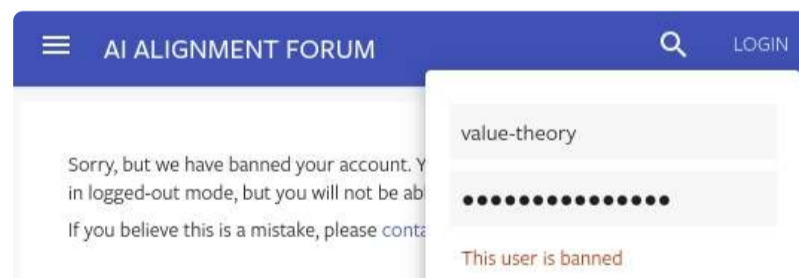 AI ALIGNMENT FORUM
LOGIN
Sorry, but we have banned your account. Y
in logged-out mode, but you will not be ab
If you believe this is a mistake, please conta
value-theory
●●●●●●●●●●●●●●●
This user is banned